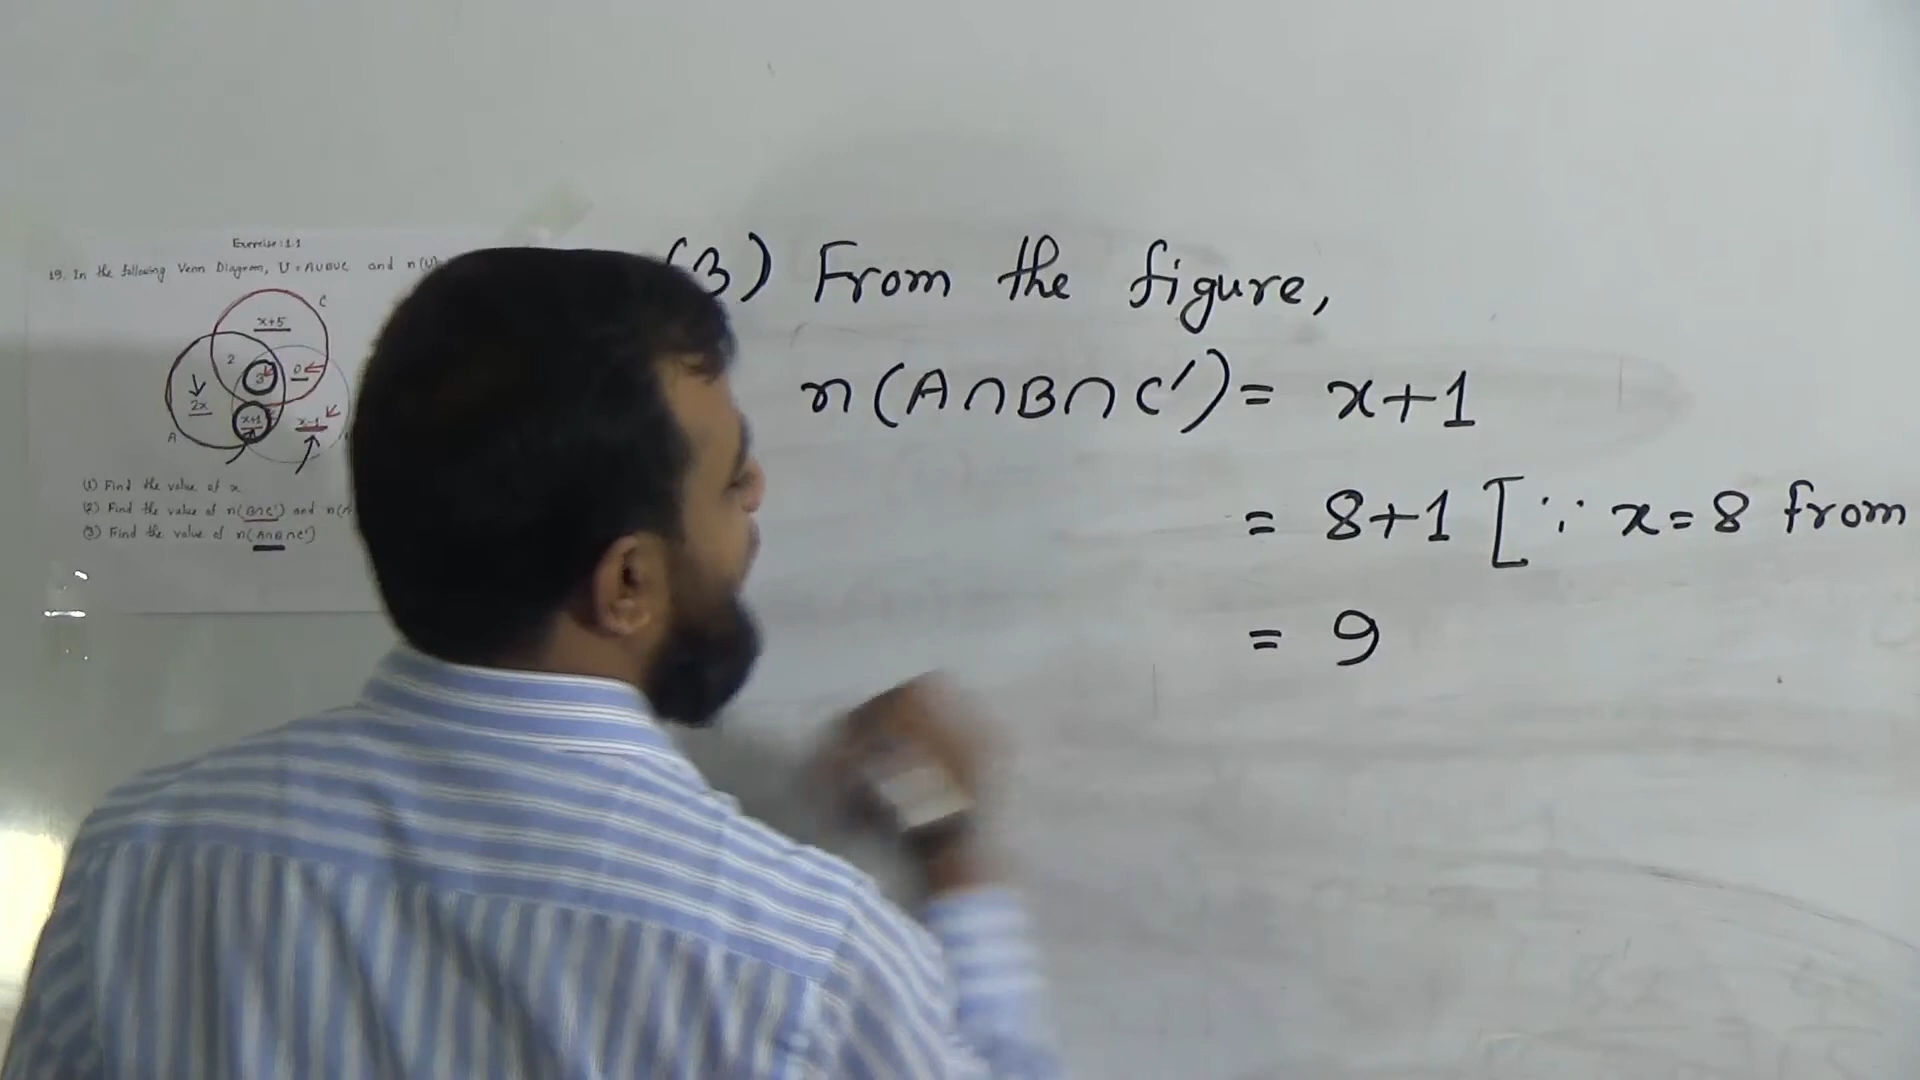 Exercise : 1.1
19. In the following Venn Diagram, U = AUBUC and n(U)
C
x+5
2
3
0
2x
x+1
x-1
A
(1) Find the value of x
(2) Find the value of n(B∩C') and n(
(3) Find the value of n(A∩B∩C')
(3) From the figure,
n(A∩B∩C') = x+1
= 8+1 [∵ x=8 from
= 9